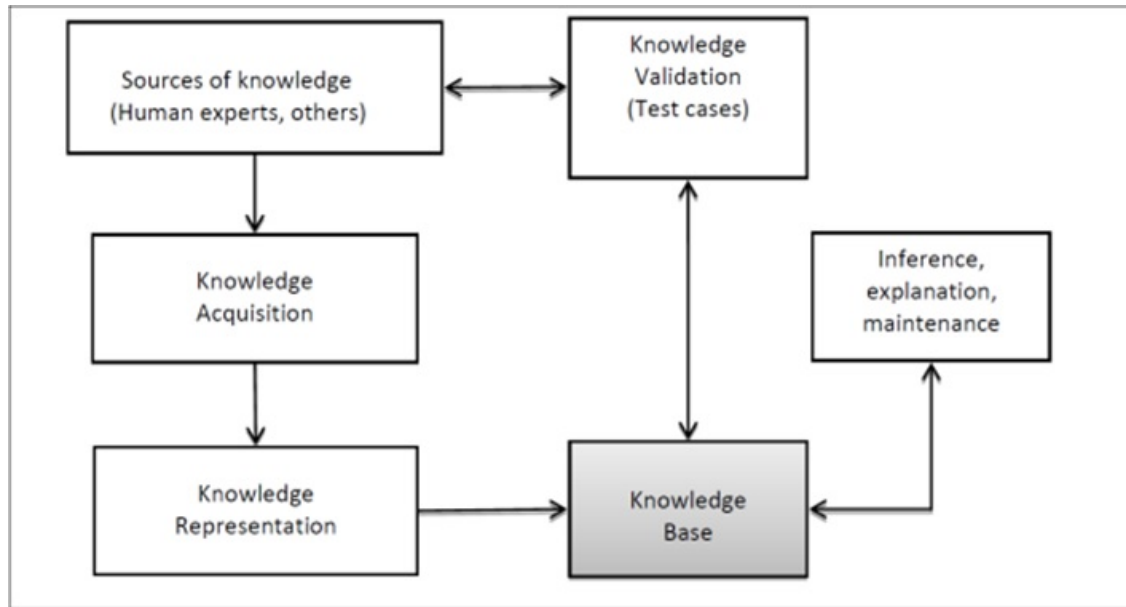 Sources of knowledge
(Human experts, others)
Knowledge
Validation
(Test cases)
Knowledge
Acquisition
Inference,
explanation,
maintenance
Knowledge
Representation
Knowledge
Base